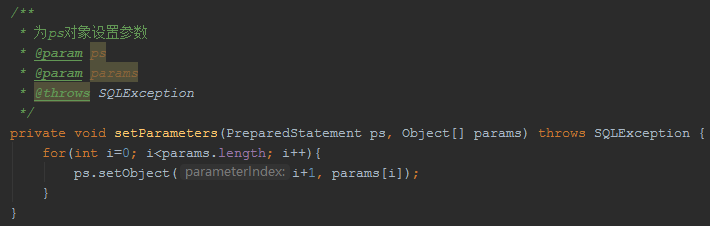 /**
 * 为ps对象设置参数
 * @param ps
 * @param params
 * @throws SQLException
 */
private void setParameters(PreparedStatement ps, Object[] params) throws SQLException {
    for(int i=0; i<params.length; i++){
        ps.setObject( parameterIndex: i+1, params[i]);
    }
}